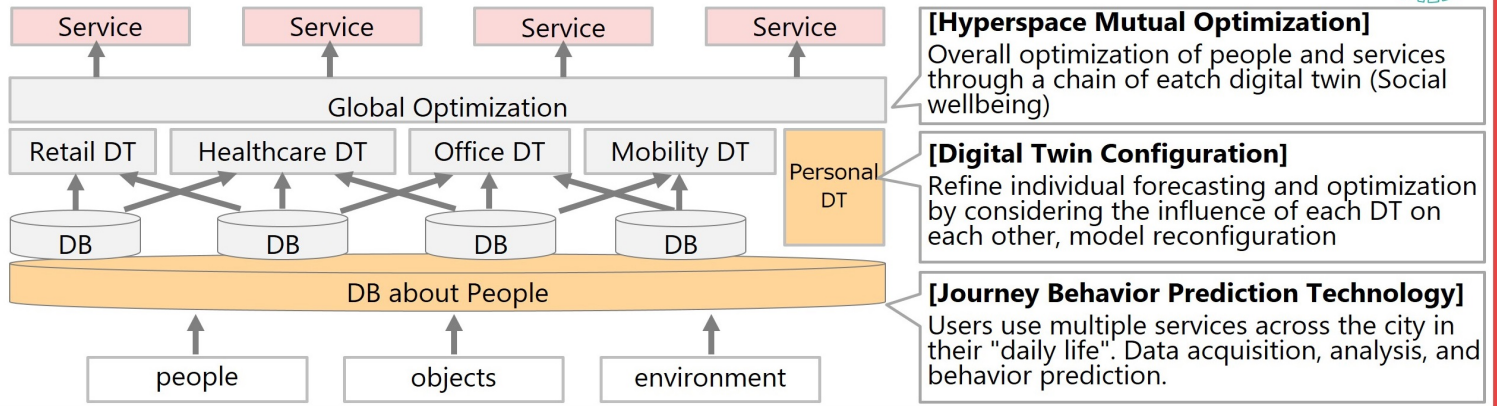 Service
Service
Service
Service
Global Optimization
Retail DT
Healthcare DT
Office DT
Mobility DT
Personal
DT
DB
DB
DB
DB
DB about People
people
objects
environment
[Hyperspace Mutual Optimization]
Overall optimization of people and services
through a chain of eatch digital twin (Social
wellbeing)
[Digital Twin Configuration]
Refine individual forecasting and optimization
by considering the influence of each DT on
each other, model reconfiguration
[Journey Behavior Prediction Technology]
Users use multiple services across the city in
their "daily life". Data acquisition, analysis, and
behavior prediction.